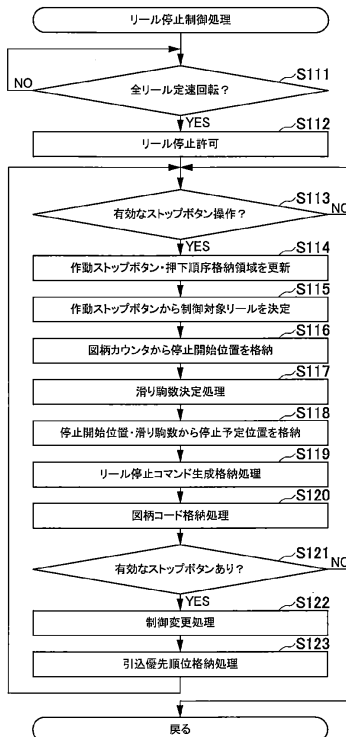 リール停止制御処理
S111
全リール定速回転?
NO
YES
S112
リール停止許可
S113
有効なストップボタン操作?
NO
YES
S114
作動ストップボタン・押下順序格納領域を更新
S115
作動ストップボタンから制御対象リールを決定
S116
図柄カウンタから停止開始位置を格納
S117
滑り駒数決定処理
S118
停止開始位置・滑り駒数から停止予定位置を格納
S119
リール停止コマンド生成格納処理
S120
図柄コード格納処理
S121
有効なストップボタンあり?
NO
YES
S122
制御変更処理
S123
引込優先順位格納処理
戻る